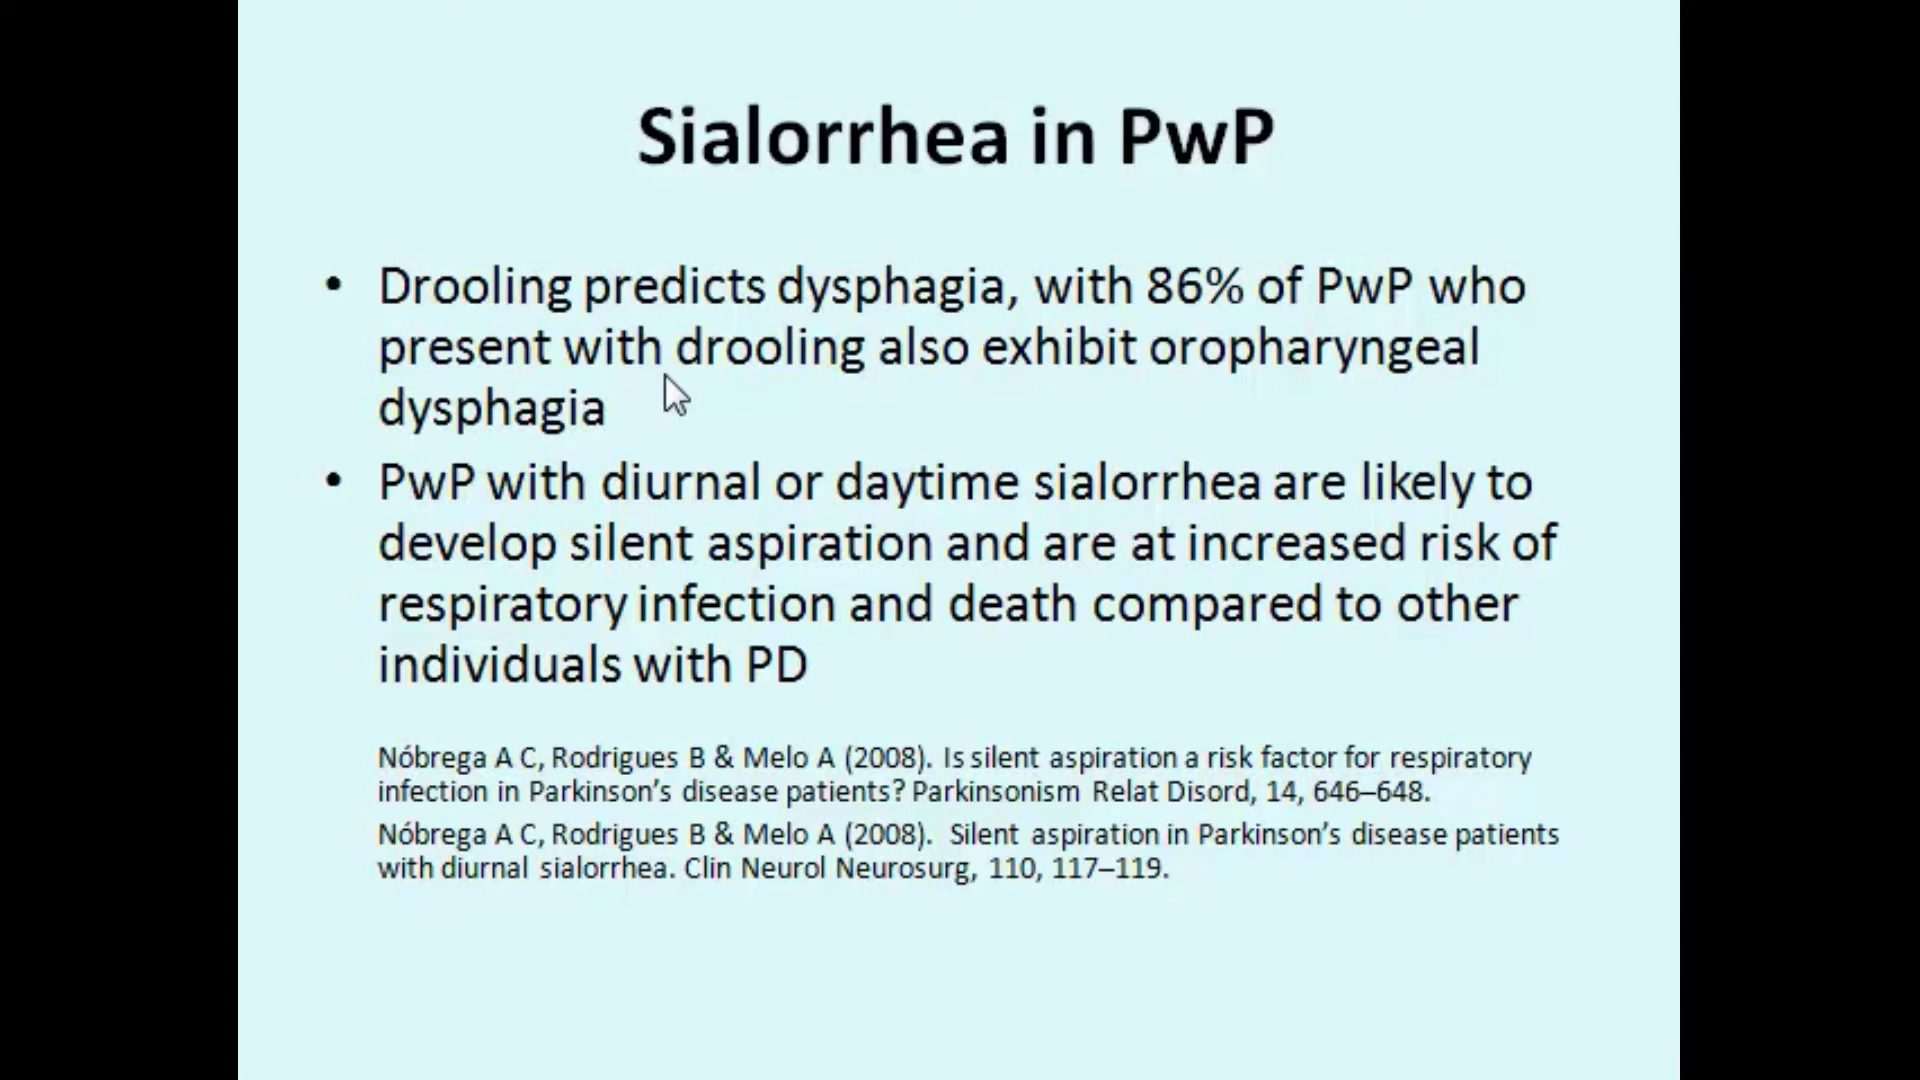 Sialorrhea in PwP
• Drooling predicts dysphagia, with 86% of PwP who
present with drooling also exhibit oropharyngeal
dysphagia
• PwP with diurnal or daytime sialorrhea are likely to
develop silent aspiration and are at increased risk of
respiratory infection and death compared to other
individuals with PD
Nóbrega A C, Rodrigues B & Melo A (2008). Is silent aspiration a risk factor for respiratory
infection in Parkinson’s disease patients? Parkinsonism Relat Disord, 14, 646–648.
Nóbrega A C, Rodrigues B & Melo A (2008). Silent aspiration in Parkinson’s disease patients
with diurnal sialorrhea. Clin Neurol Neurosurg, 110, 117–119.